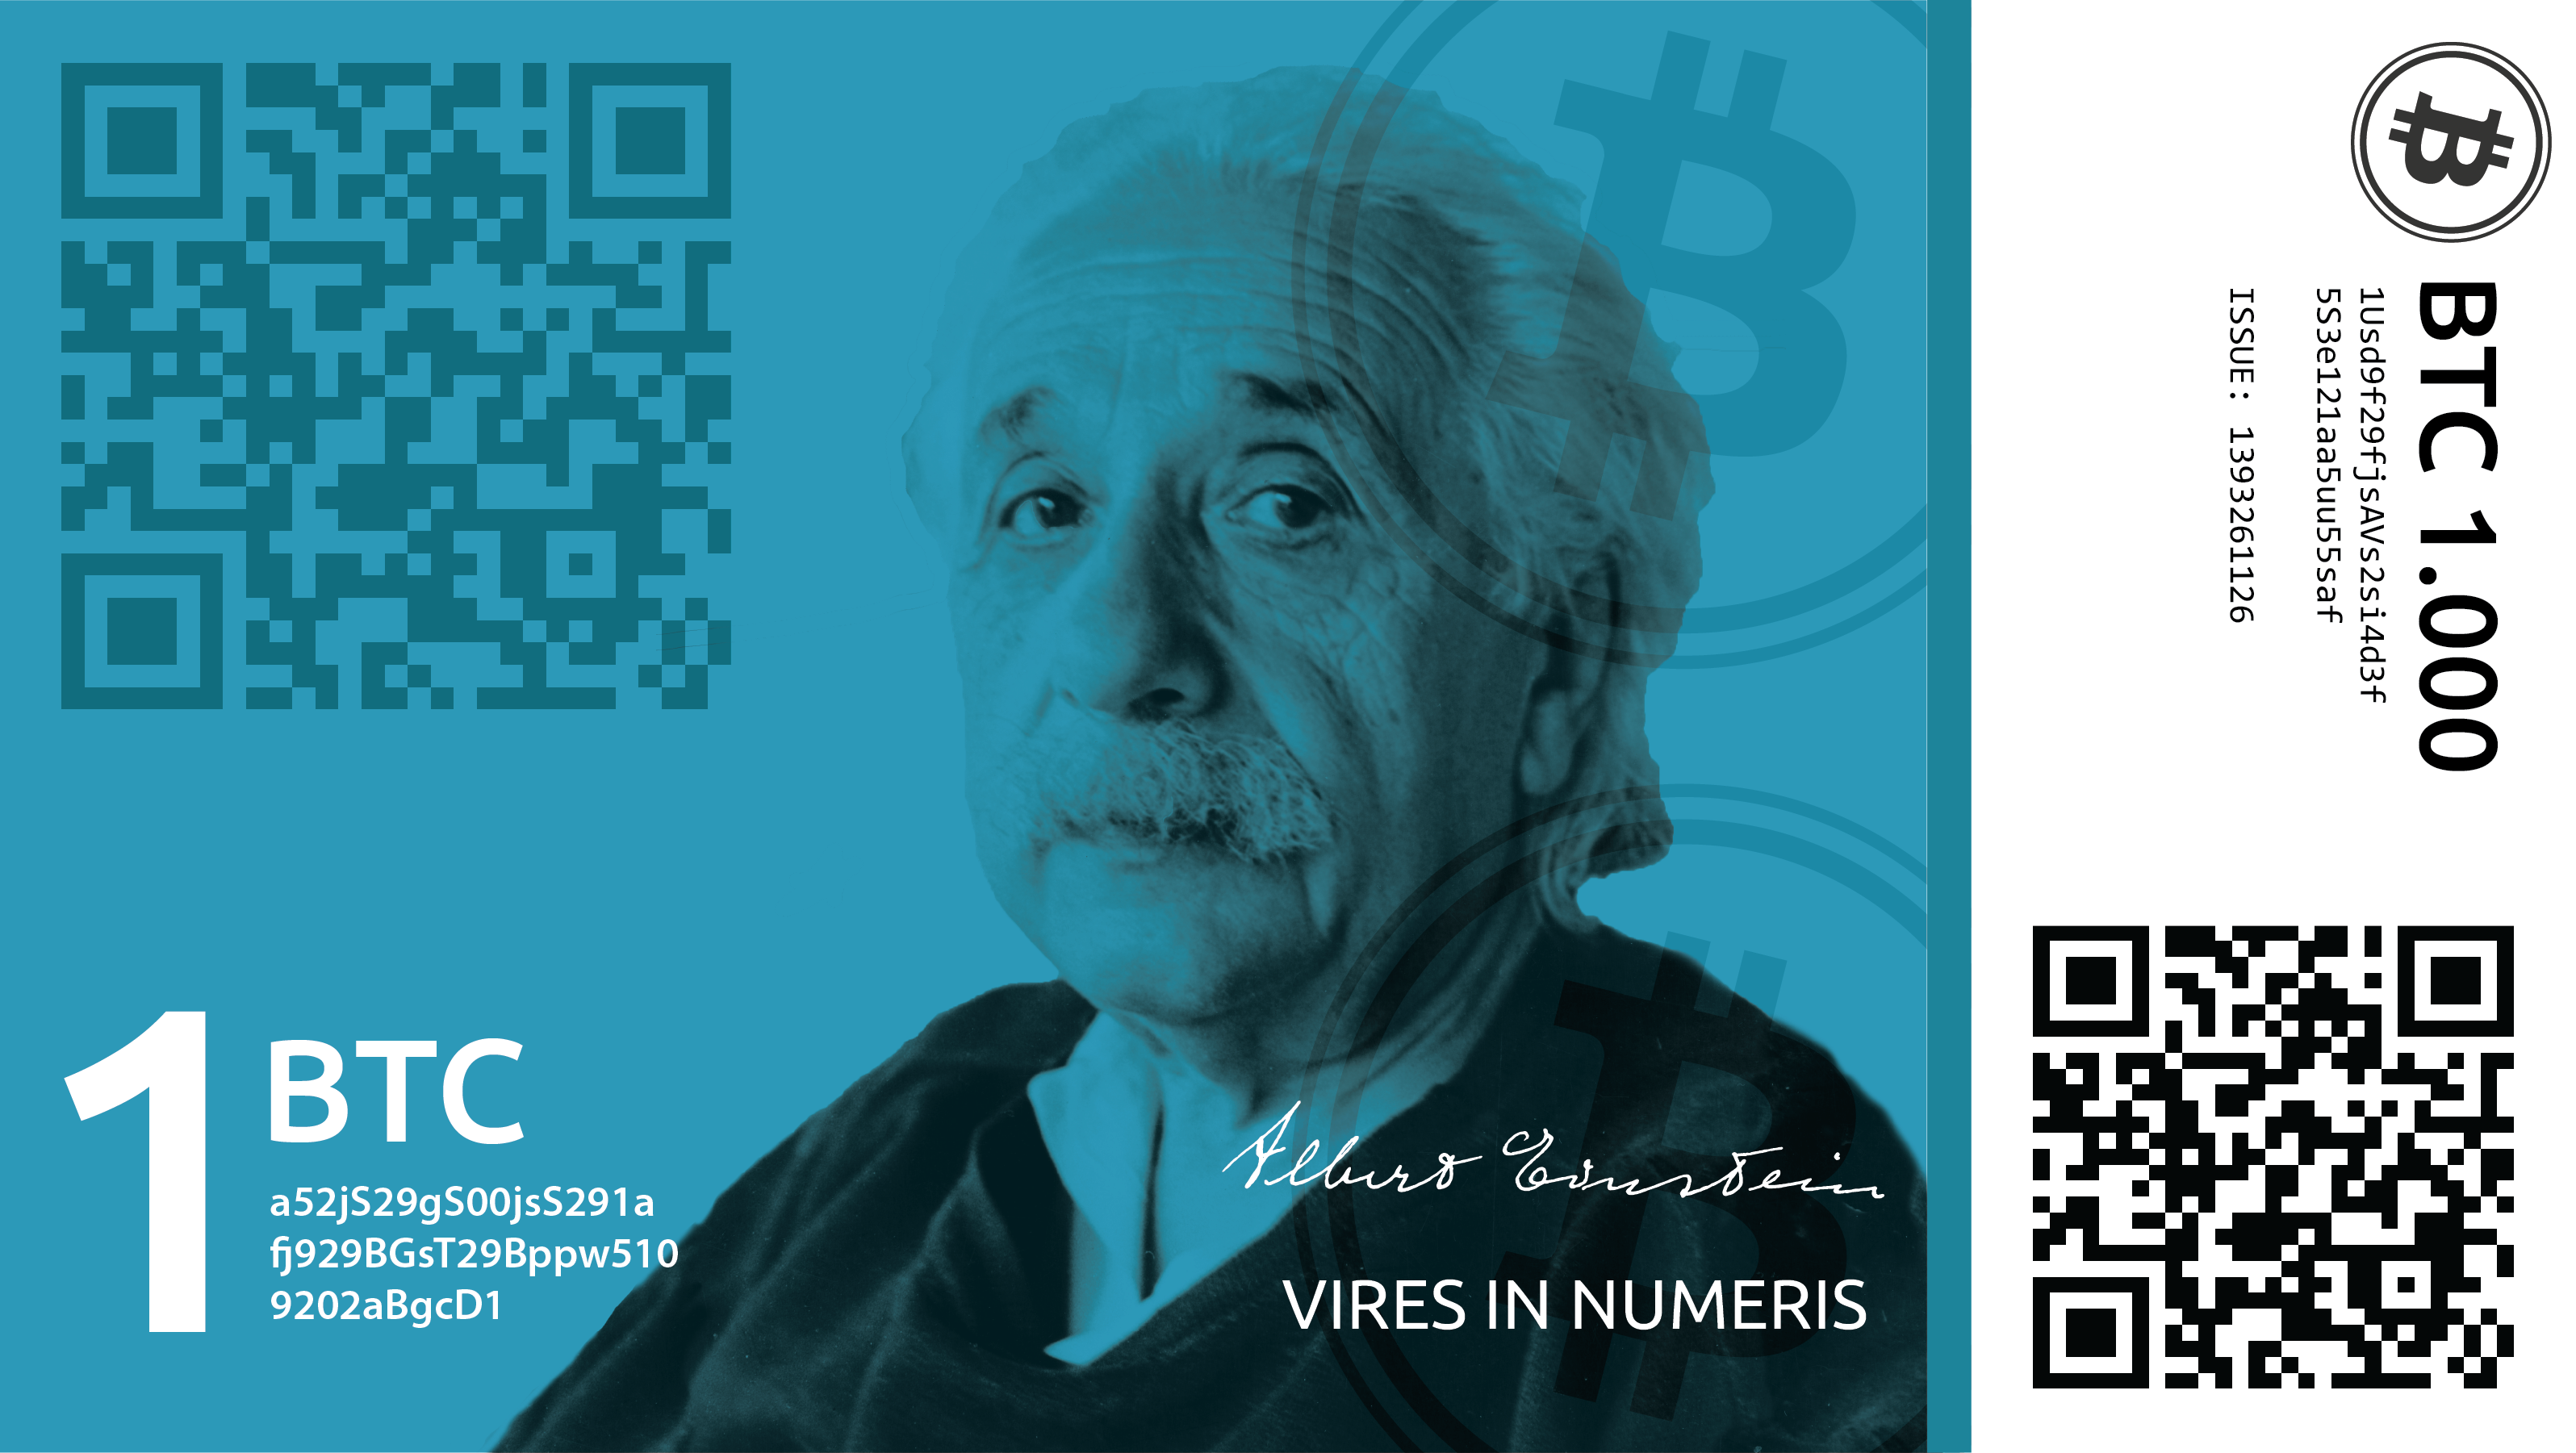 1 BTC
a52jS29gS00jsS291a
fj929BGsT29Bppw510
9202aBgcD1
Albert Einstein
VIRES IN NUMERIS
BTC 1.000
1Usd9f29fjsAVs2si4d3f
5S3e121aa5uu55saf
ISSUE: 1393261126